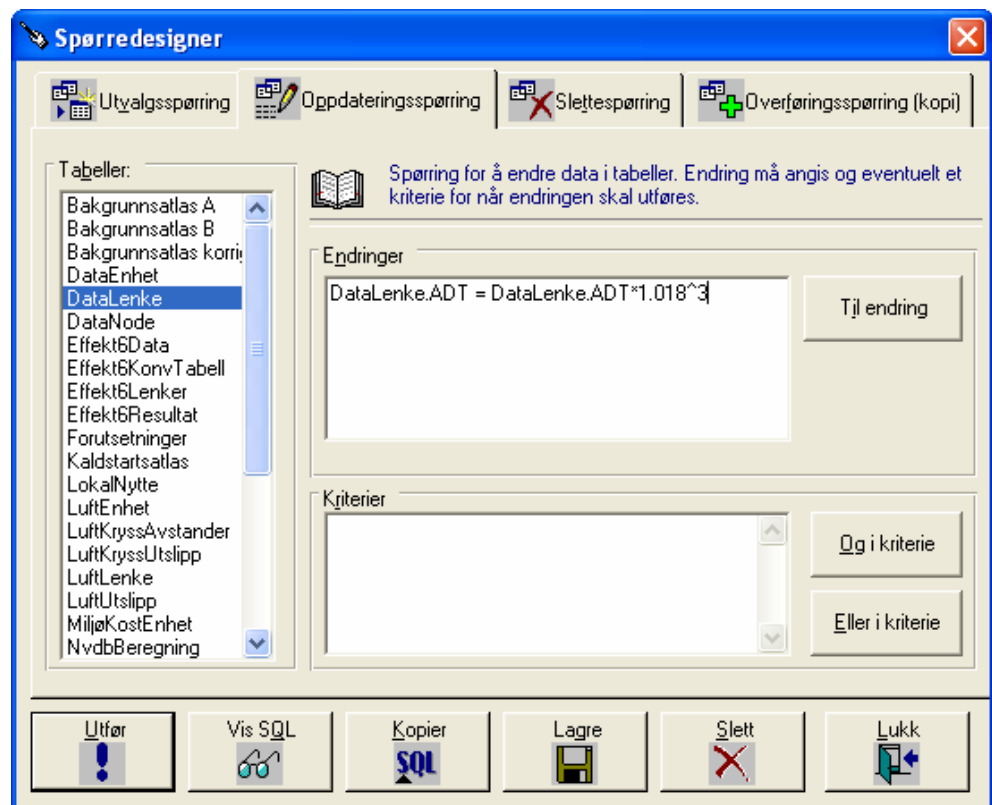 Spørredesigner
Utvalgsspørring
Oppdateringsspørring
Slettespørring
Overføringsspørring (kopi)
Tabeller:
Bakgrunnsatlas A
Bakgrunnsatlas B
Bakgrunnsatlas korrig
DataEnhet
DataLenke
DataNode
Effekt6Data
Effekt6KonvTabell
Effekt6Lenker
Effekt6Resultat
Forutsetninger
Kaldstartsatlas
LokalNytte
LuftEnhet
LuftKryssAvstander
LuftKryssUtslipp
LuftLenke
LuftUtslipp
MiljøKostEnhet
NvdbBeregning
Spørring for å endre data i tabeller. Endring må angis og eventuelt et
kriterie for når endringen skal utføres.
Endringer
DataLenke.ADT = DataLenke.ADT*1.018^3
Til endring
Kriterier
Og i kriterie
Eller i kriterie
Utfør
Vis SQL
Kopier
SQL
Lagre
Slett
Lukk